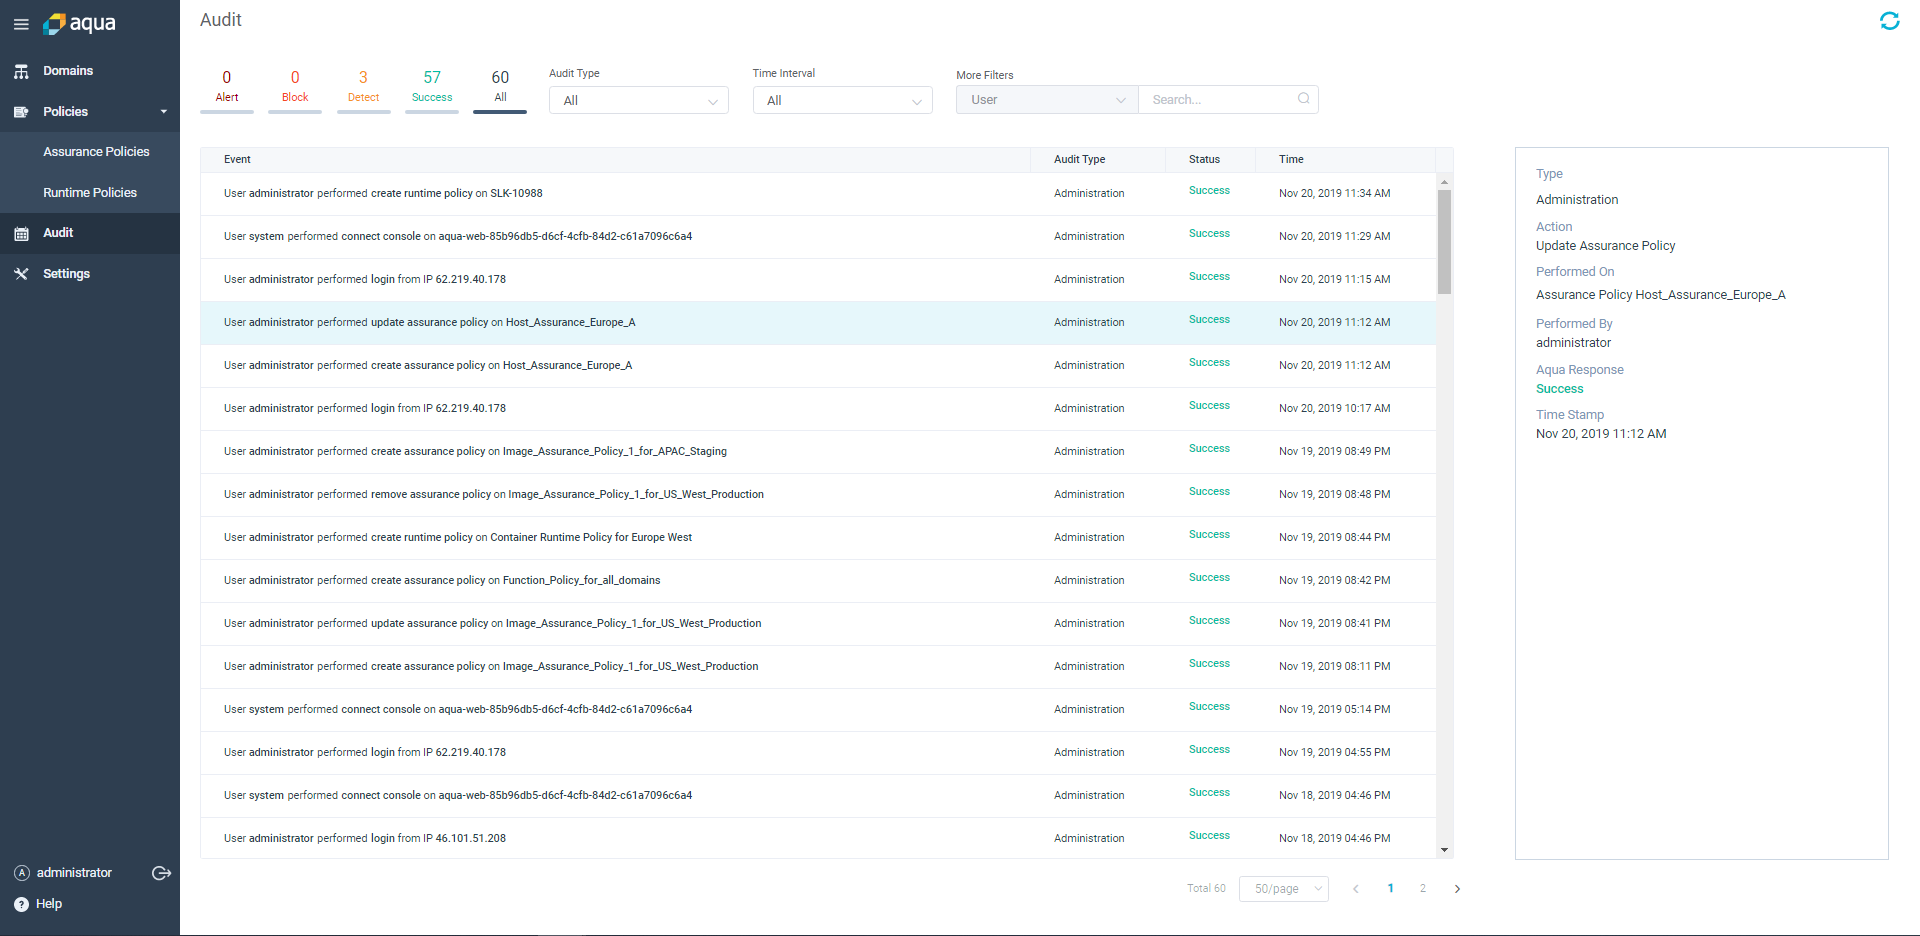 aqua
Domains
Policies
Assurance Policies
Runtime Policies
Audit
Settings
A administrator
? Help
Audit
0 0 3 57 60
Alert Block Detect Success All
Audit Type
All
Time Interval
All
More Filters
User Search...
Event Audit Type Status Time
User administrator performed create runtime policy on SLK-10988 Administration Success Nov 20, 2019 11:34 AM
User system performed connect console on aqua-web-85b96db5-d6cf-4cfb-84d2-c61a7096c6a4 Administration Success Nov 20, 2019 11:29 AM
User administrator performed login from IP 62.219.40.178 Administration Success Nov 20, 2019 11:15 AM
User administrator performed update assurance policy on Host_Assurance_Europe_A Administration Success Nov 20, 2019 11:12 AM
User administrator performed create assurance policy on Host_Assurance_Europe_A Administration Success Nov 20, 2019 11:12 AM
User administrator performed login from IP 62.219.40.178 Administration Success Nov 20, 2019 10:17 AM
User administrator performed create assurance policy on Image_Assurance_Policy_1_for_APAC_Staging Administration Success Nov 19, 2019 08:49 PM
User administrator performed remove assurance policy on Image_Assurance_Policy_1_for_US_West_Production Administration Success Nov 19, 2019 08:48 PM
User administrator performed create runtime policy on Container Runtime Policy for Europe West Administration Success Nov 19, 2019 08:44 PM
User administrator performed create assurance policy on Function_Policy_for_all_domains Administration Success Nov 19, 2019 08:42 PM
User administrator performed update assurance policy on Image_Assurance_Policy_1_for_US_West_Production Administration Success Nov 19, 2019 08:41 PM
User administrator performed create assurance policy on Image_Assurance_Policy_1_for_US_West_Production Administration Success Nov 19, 2019 08:11 PM
User system performed connect console on aqua-web-85b96db5-d6cf-4cfb-84d2-c61a7096c6a4 Administration Success Nov 19, 2019 05:14 PM
User administrator performed login from IP 62.219.40.178 Administration Success Nov 19, 2019 04:55 PM
User system performed connect console on aqua-web-85b96db5-d6cf-4cfb-84d2-c61a7096c6a4 Administration Success Nov 18, 2019 04:46 PM
User administrator performed login from IP 46.101.51.208 Administration Success Nov 18, 2019 04:46 PM
Total 60 50/page 1 2
Type
Administration
Action
Update Assurance Policy
Performed On
Assurance Policy Host_Assurance_Europe_A
Performed By
administrator
Aqua Response
Success
Time Stamp
Nov 20, 2019 11:12 AM